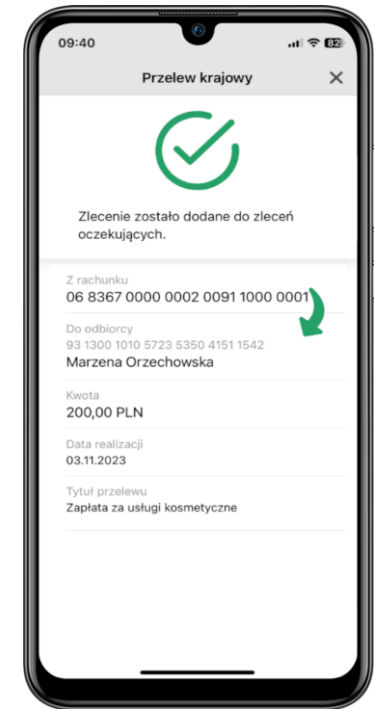 09:40
82
Przelew krajowy
Zlecenie zostało dodane do zleceń
oczekujących.
Z rachunku
06 8367 0000 0002 0091 1000 0001
Do odbiorcy
93 1300 1010 5723 5350 4151 1542
Marzena Orzechowska
Kwota
200,00 PLN
Data realizacji
03.11.2023
Tytuł przelewu
Zapłata za usługi kosmetyczne